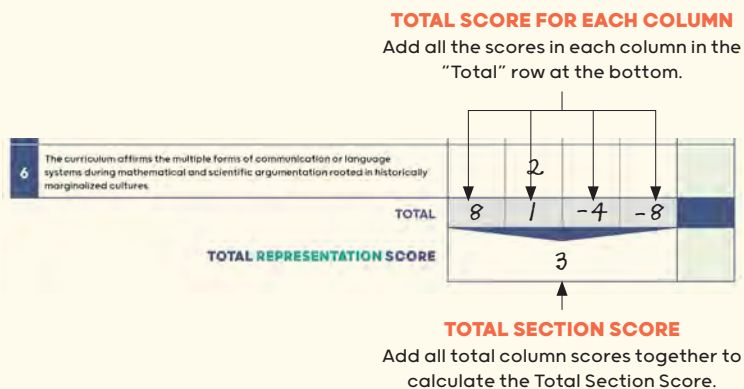 TOTAL SCORE FOR EACH COLUMN
Add all the scores in each column in the
"Total" row at the bottom.
6
The curriculum affirms the multiple forms of communication or language
systems during mathematical and scientific argumentation rooted in historically
marginalized cultures.
2
TOTAL 8 1 -4 -8
TOTAL REPRESENTATION SCORE
3
TOTAL SECTION SCORE
Add all total column scores together to
calculate the Total Section Score.